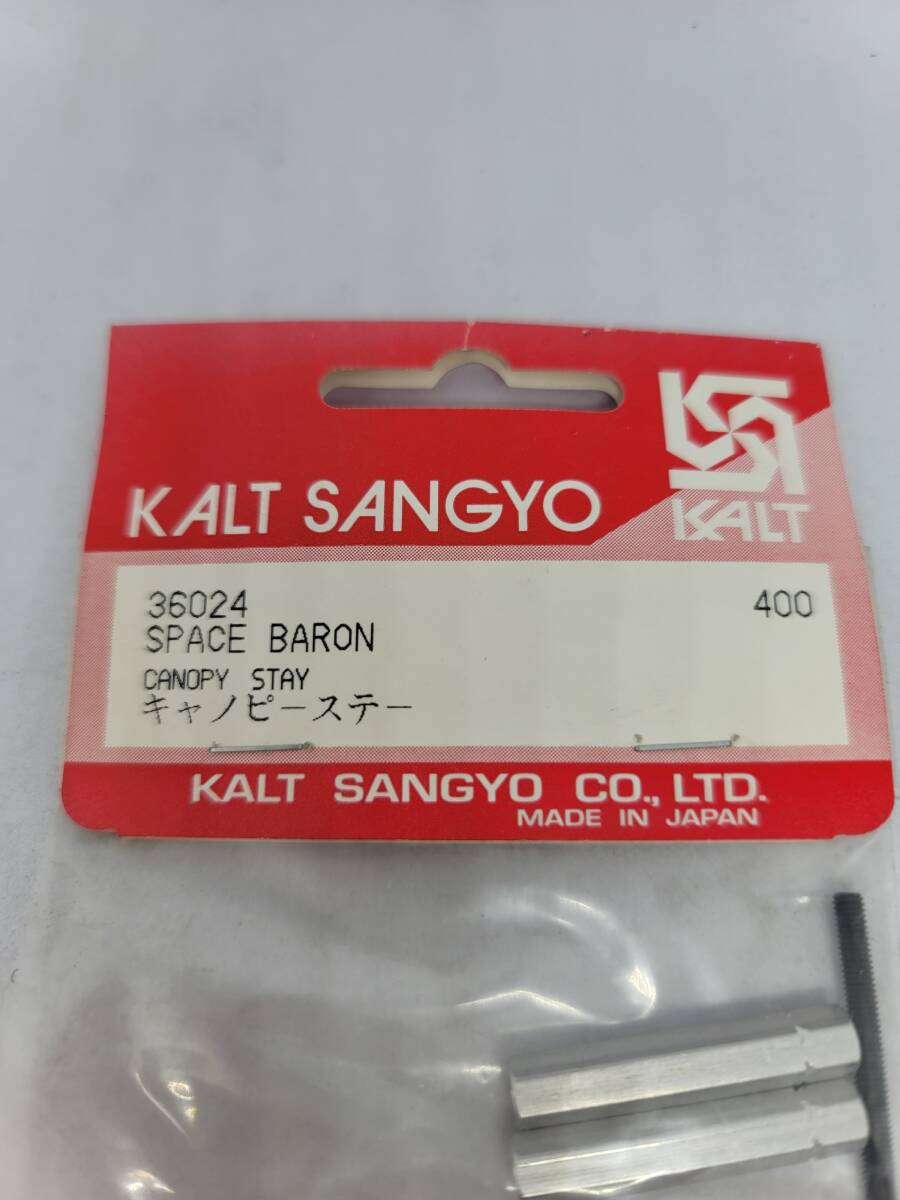 KALT SANGYO
KALT
36024
400
SPACE BARON
CANOPY STAY
キャノピーステー
KALT SANGYO CO., LTD.
MADE IN JAPAN